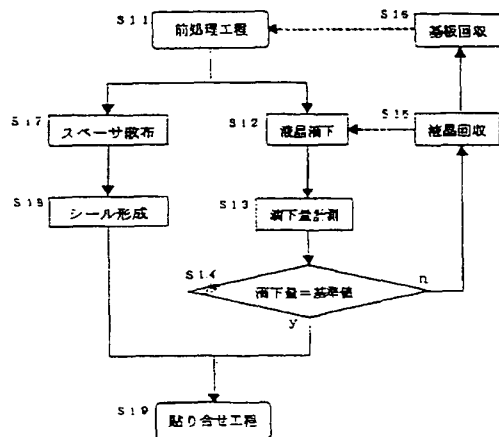 S11
前処理工程
S16
基板回収
S17
スペーサ散布
S12
液晶滴下
S15
液晶回収
S18
シール形成
S13
滴下量計測
S14
滴下量=基準値
n
y
S19
貼り合せ工程